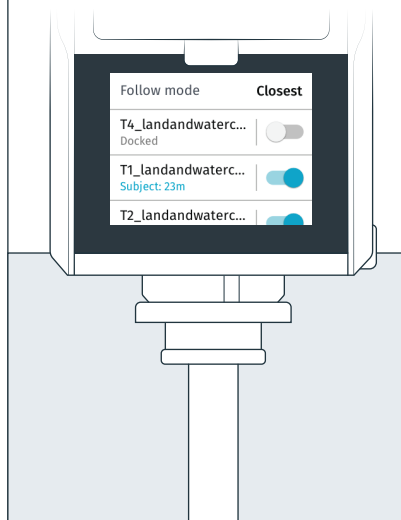 Follow mode Closest
T4_landandwaterc...
Docked
T1_landandwaterc...
Subject: 23m
T2_landandwaterc...